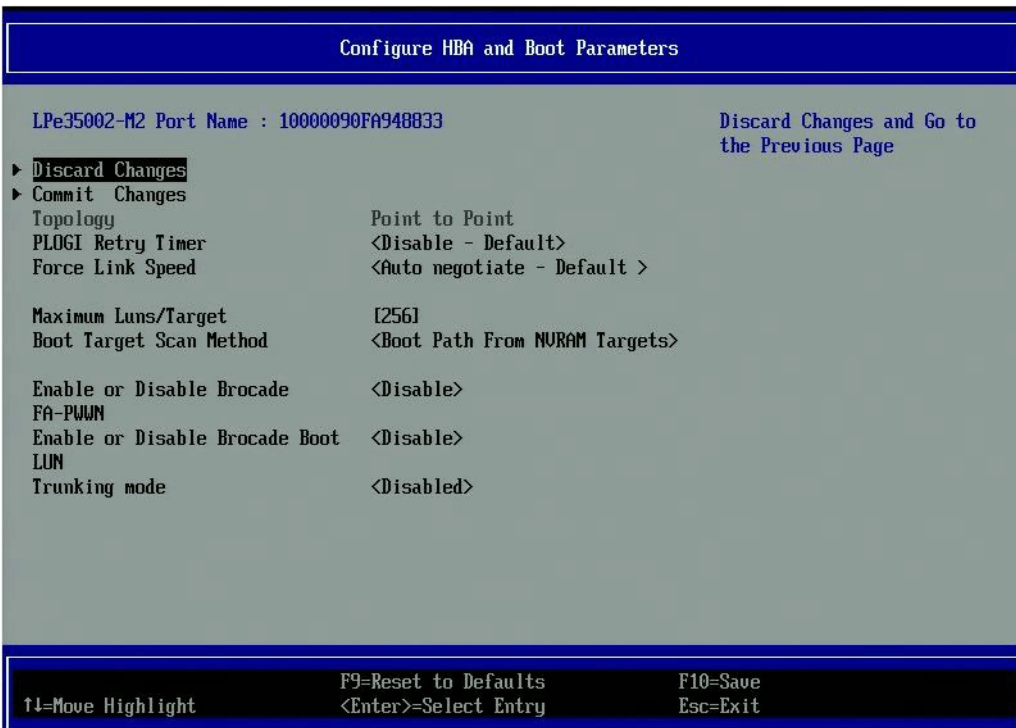 Configure HBA and Boot Parameters
LPe35002-M2 Port Name : 10000090FA948833
Discard Changes and Go to
the Previous Page
Discard Changes
Commit Changes
Topology Point to Point
PLOGI Retry Timer <Disable - Default>
Force Link Speed <Auto negotiate - Default >
Maximum Luns/Target [256]
Boot Target Scan Method <Boot Path From NVRAM Targets>
Enable or Disable Brocade <Disable>
FA-PWWN
Enable or Disable Brocade Boot <Disable>
LUN
Trunking mode <Disabled>
F9=Reset to Defaults F10=Save
↑↓=Move Highlight <Enter>=Select Entry Esc=Exit